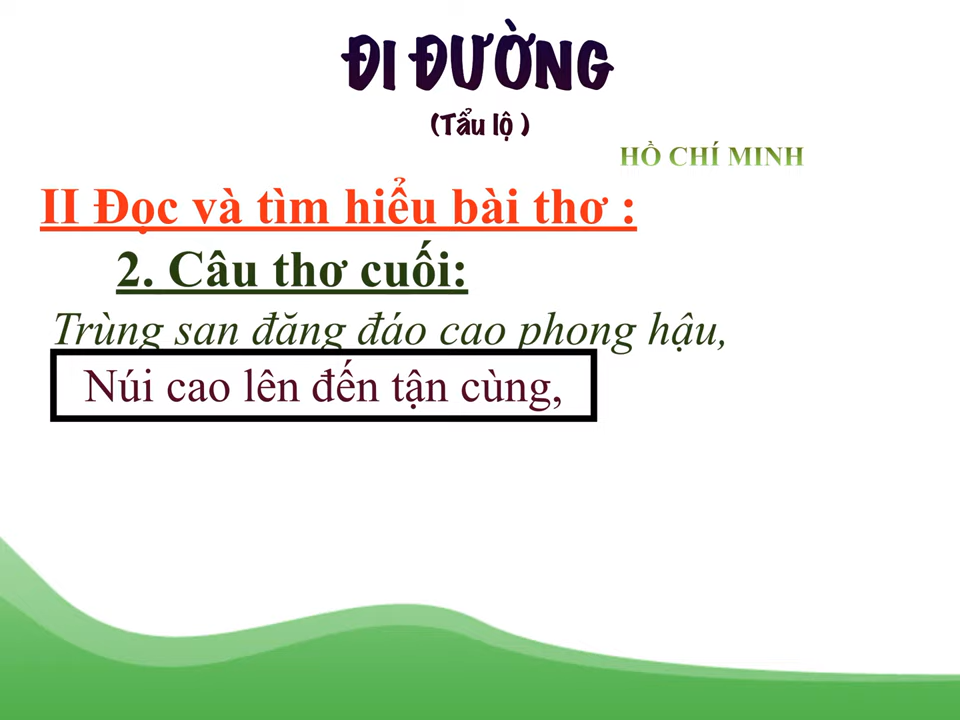 ĐI ĐƯỜNG
(Tẩu lộ )
HỒ CHÍ MINH
II Đọc và tìm hiểu bài thơ :
2. Câu thơ cuối:
Trùng san đăng đáo cao phong hậu,
Núi cao lên đến tận cùng,